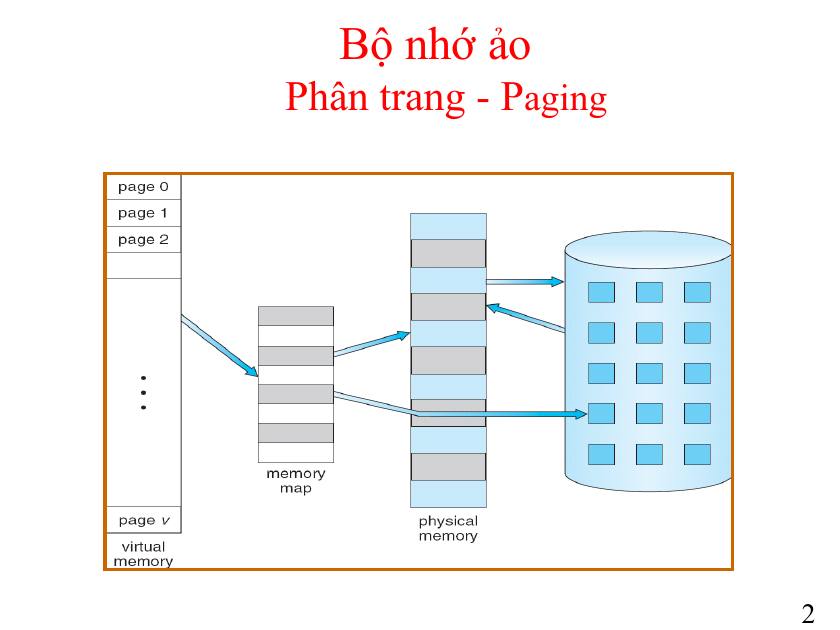 Bộ nhớ ảo
Phân trang - Paging
page 0
page 1
page 2
page v
virtual
memory
memory
map
physical
memory
2